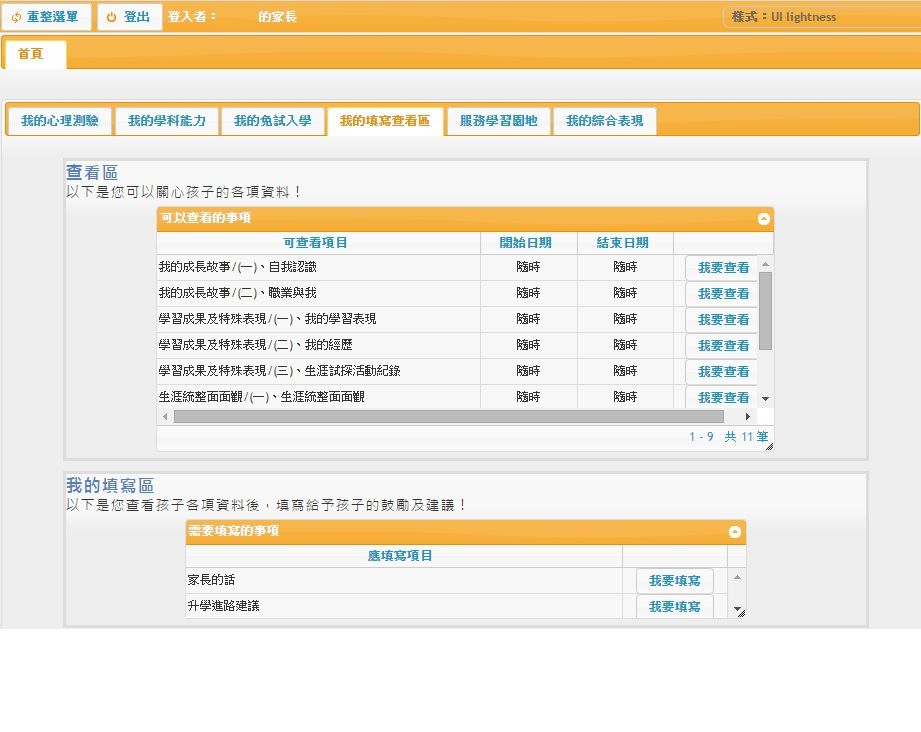 重整選單 登出 登入者： 的家長 樣式：UI lightness
首頁
我的心理測驗 我的學科能力 我的免試入學 我的填寫查看區 服務學習園地 我的綜合表現
查看區
以下是您可以關心孩子的各項資料！
可以查看的事項
可查看項目 開始日期 結束日期
我的成長故事/(一)、自我認識 隨時 隨時 我要查看
我的成長故事/(二)、職業與我 隨時 隨時 我要查看
學習成果及特殊表現/(一)、我的學習表現 隨時 隨時 我要查看
學習成果及特殊表現/(二)、我的經歷 隨時 隨時 我要查看
學習成果及特殊表現/(三)、生涯試探活動紀錄 隨時 隨時 我要查看
生涯統整面面觀/(一)、生涯統整面面觀 隨時 隨時 我要查看
1 - 9 共 11 筆
我的填寫區
以下是您查看孩子各項資料後，填寫給予孩子的鼓勵及建議！
需要填寫的事項
應填寫項目
家長的話 我要填寫
升學進路建議 我要填寫